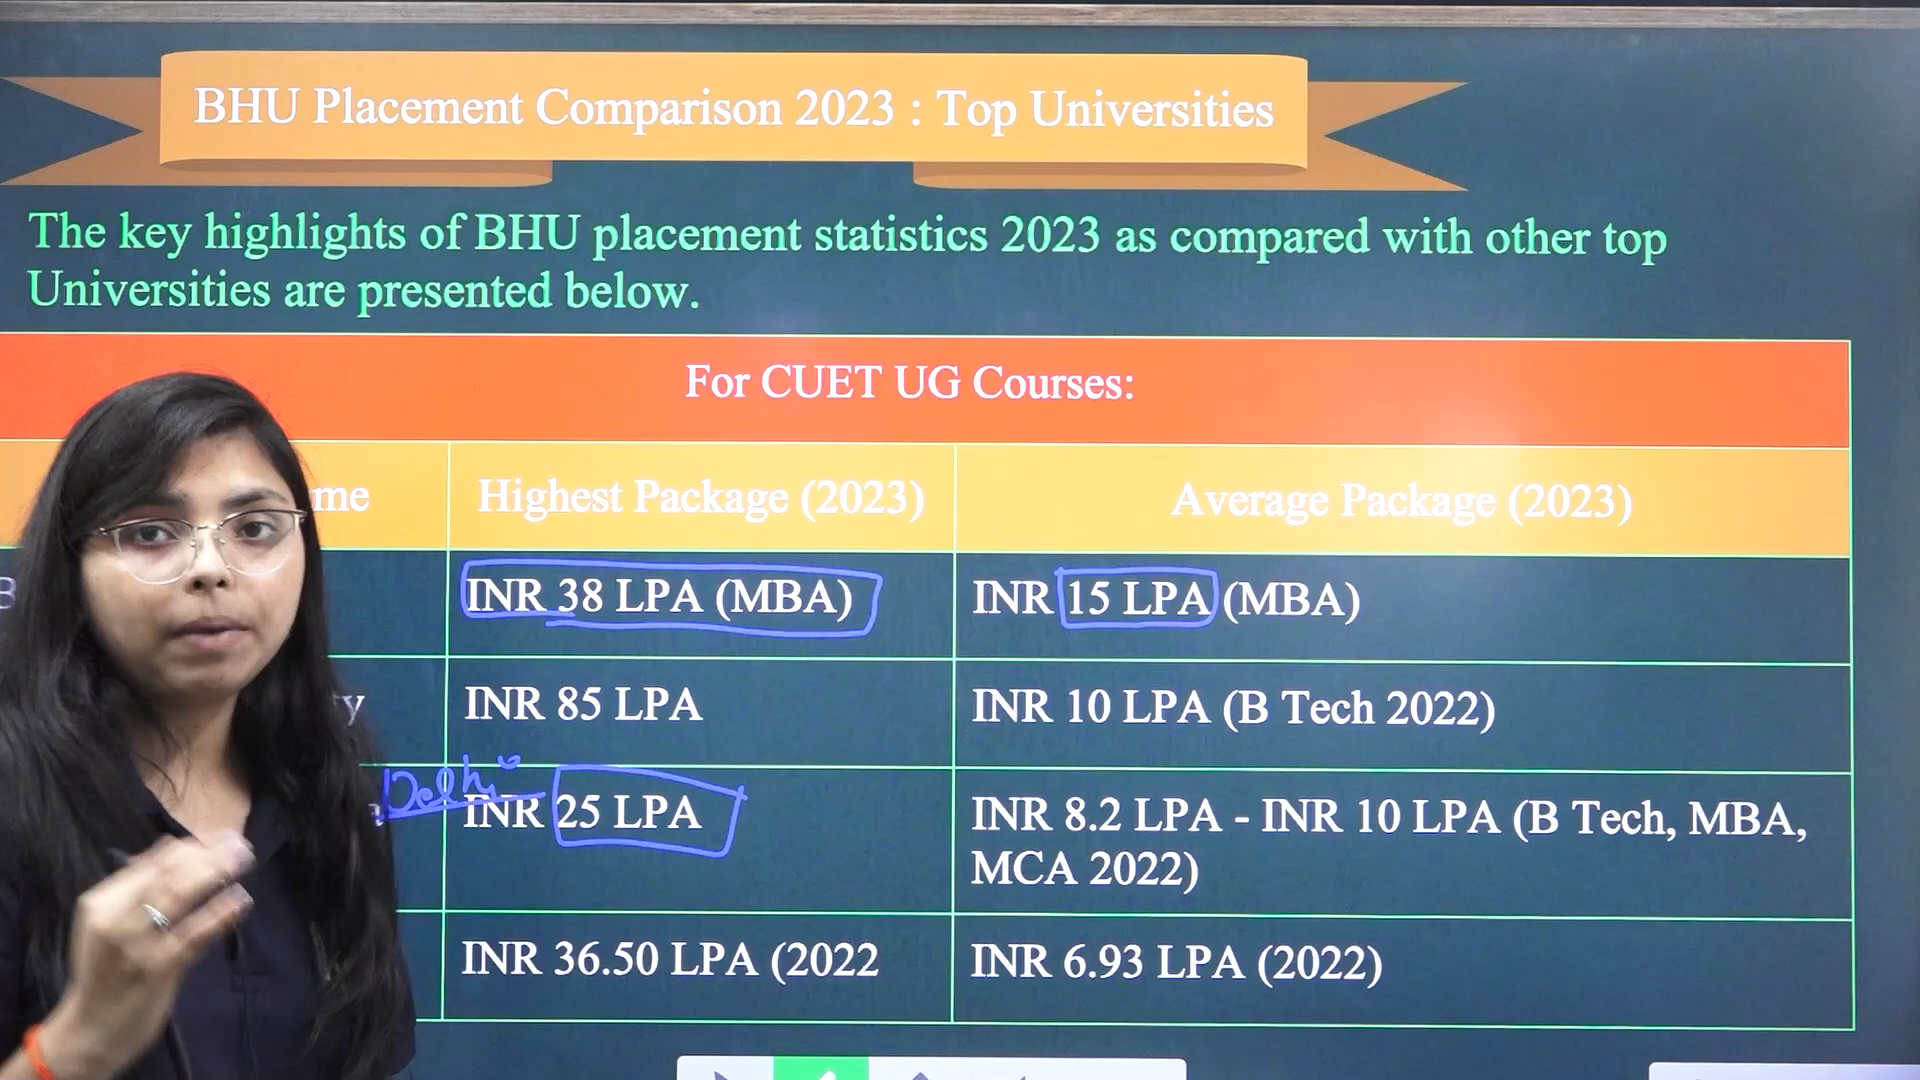 BHU Placement Comparison 2023 : Top Universities
The key highlights of BHU placement statistics 2023 as compared with other top
Universities are presented below.
For CUET UG Courses:
me Highest Package (2023) Average Package (2023)
B INR 38 LPA (MBA) INR 15 LPA (MBA)
y INR 85 LPA INR 10 LPA (B Tech 2022)
Delhi
INR 25 LPA INR 8.2 LPA - INR 10 LPA (B Tech, MBA,
MCA 2022)
INR 36.50 LPA (2022 INR 6.93 LPA (2022)